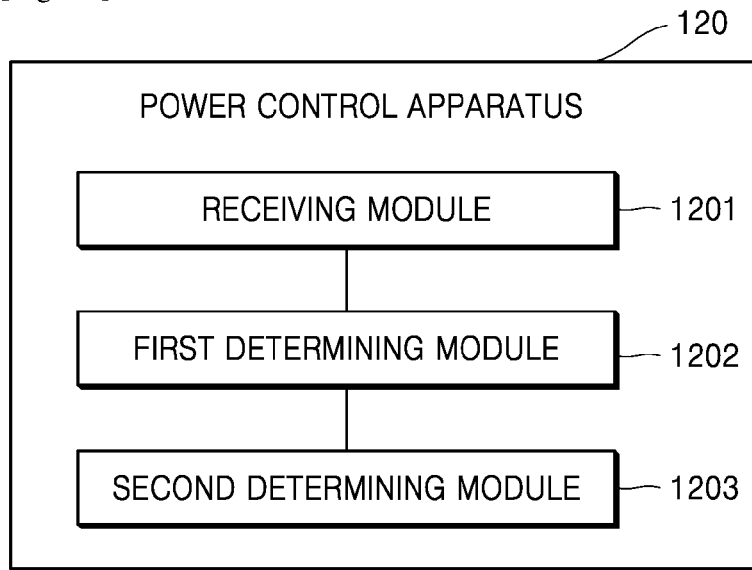 120
POWER CONTROL APPARATUS
RECEIVING MODULE
1201
FIRST DETERMINING MODULE
1202
SECOND DETERMINING MODULE
1203